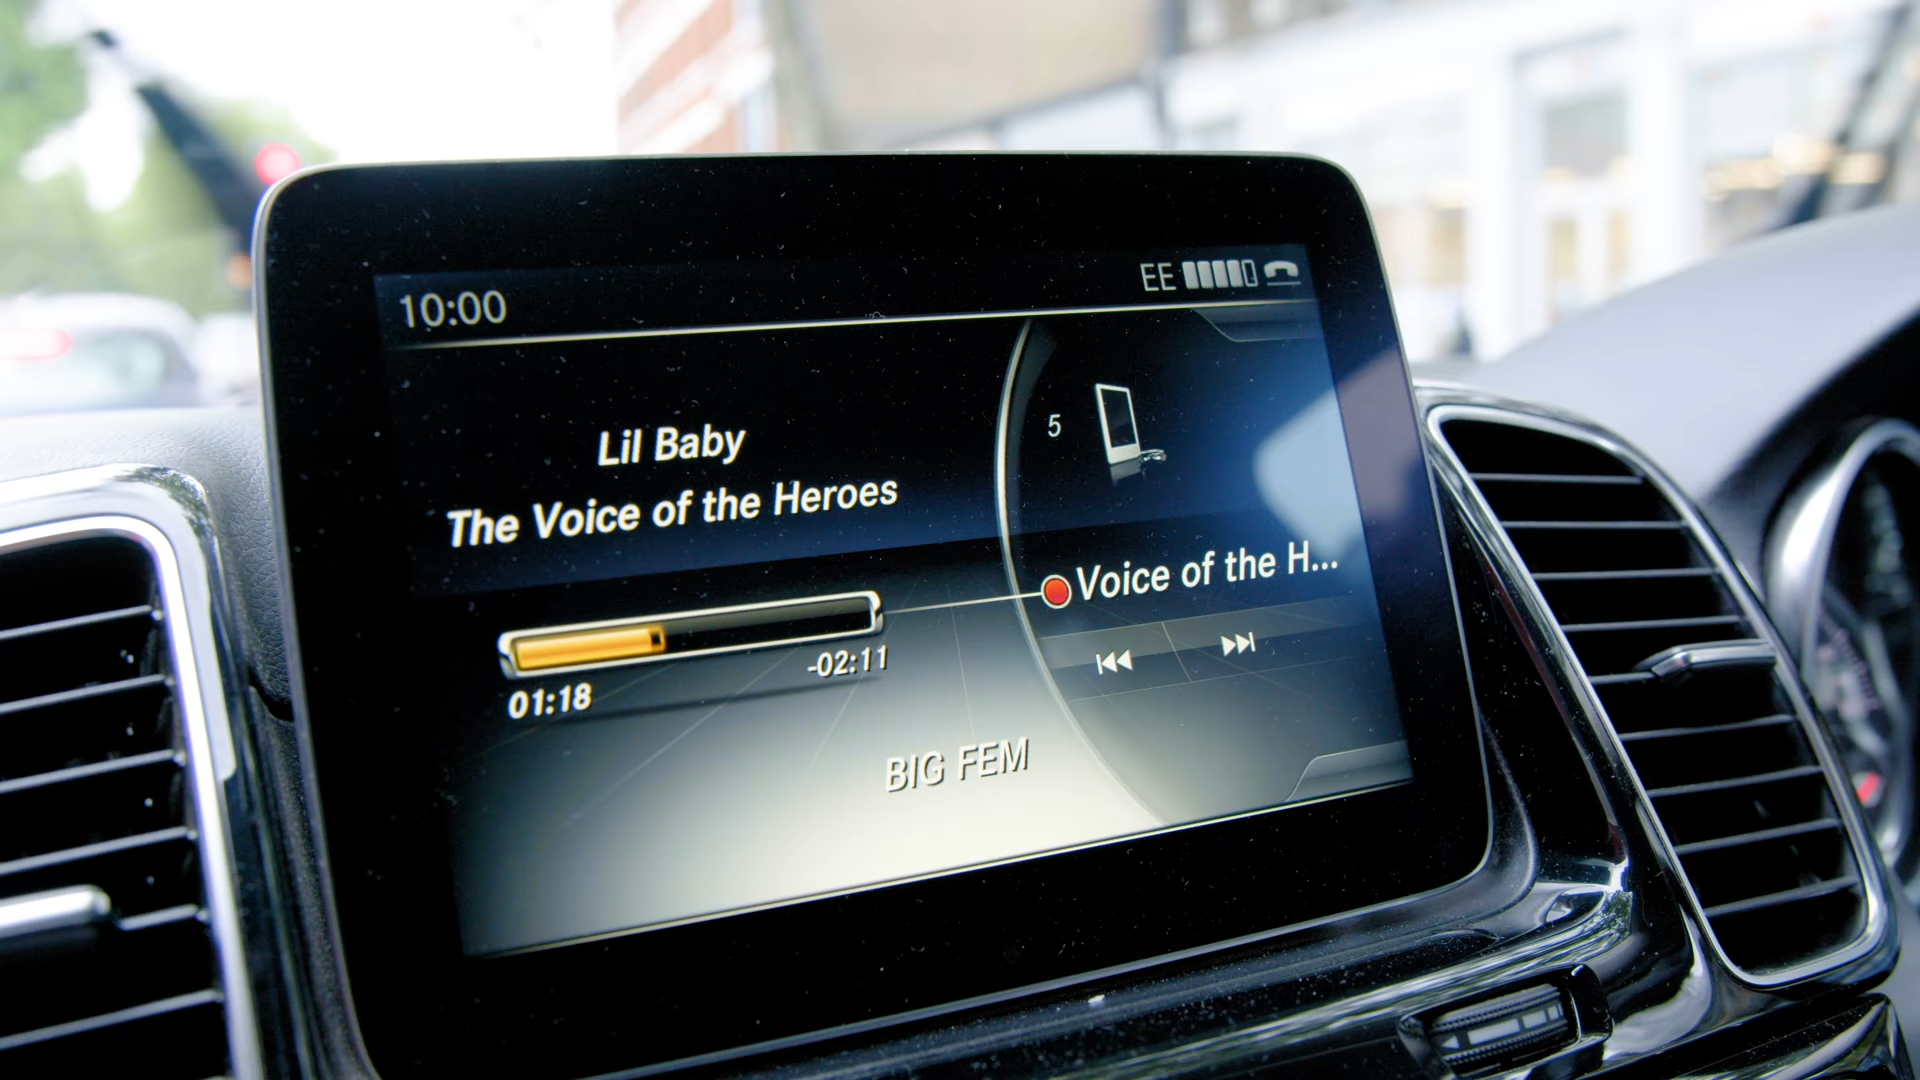 10:00
EE
Lil Baby
The Voice of the Heroes
5
Voice of the H...
01:18
-02:11
BIG FEM